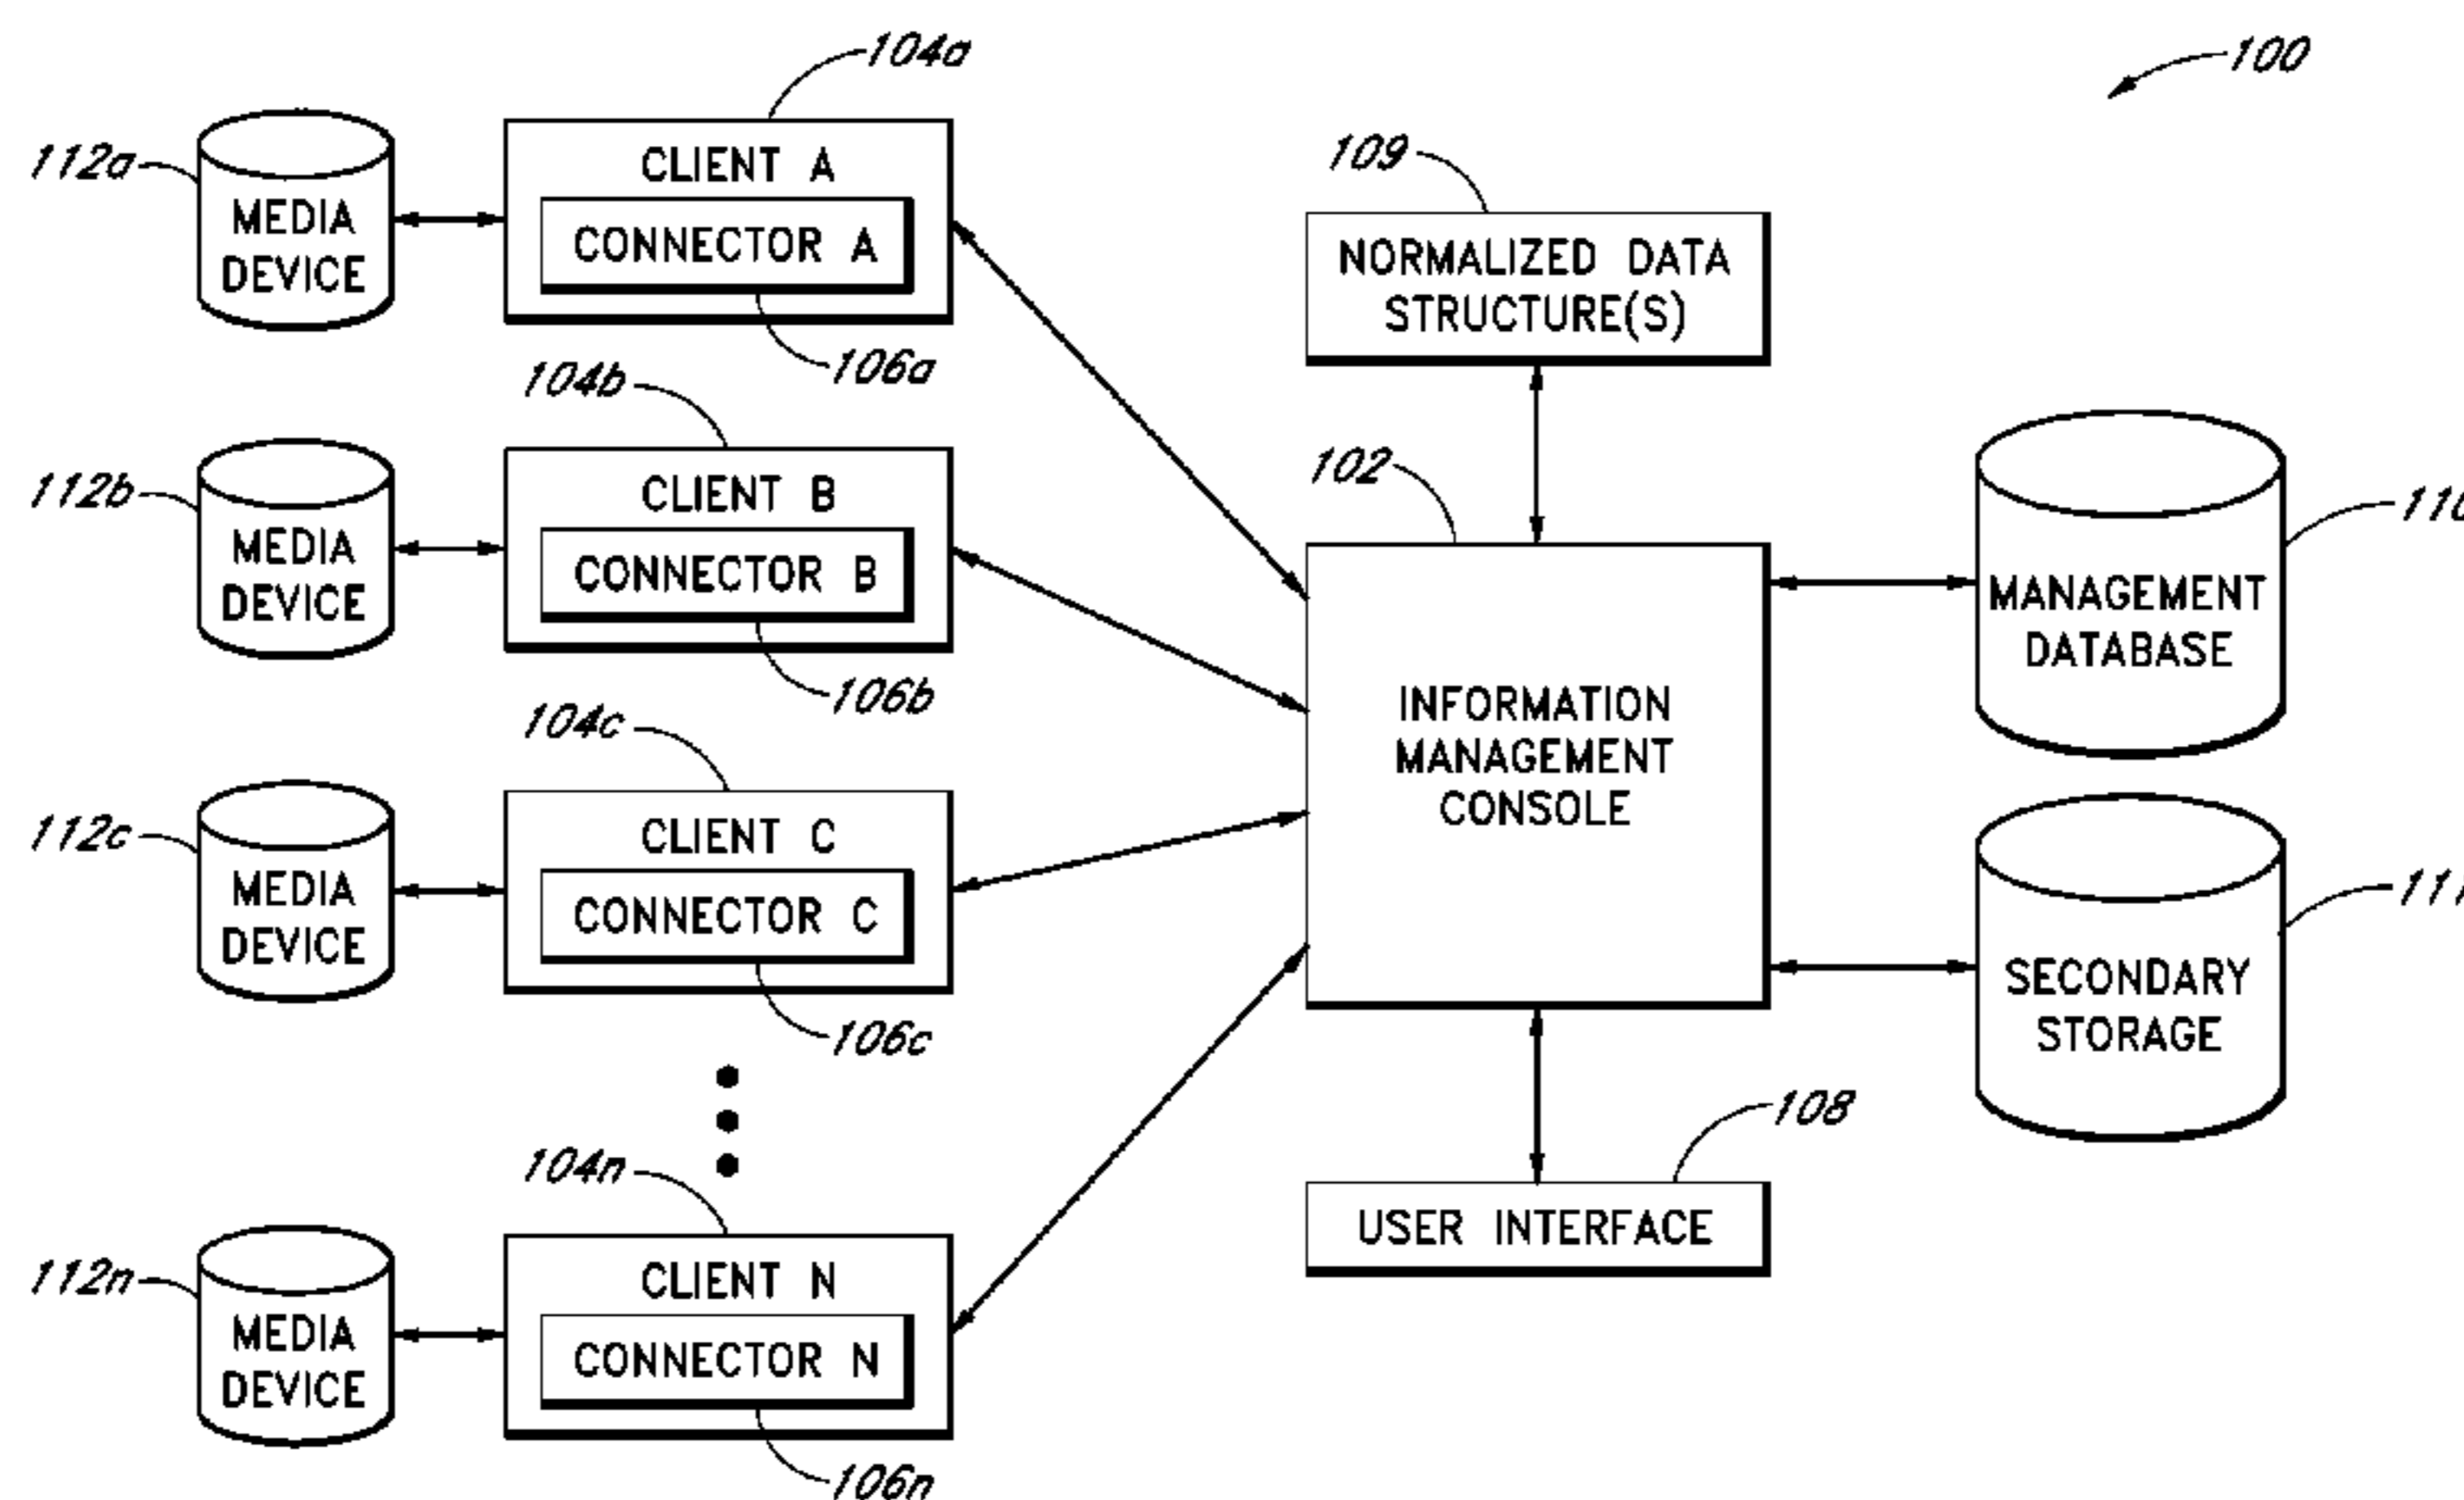 100
104a
112a
MEDIA
DEVICE
CLIENT A
CONNECTOR A
106a
109
NORMALIZED DATA
STRUCTURE(S)
104b
112b
MEDIA
DEVICE
CLIENT B
CONNECTOR B
106b
104c
112c
MEDIA
DEVICE
CLIENT C
CONNECTOR C
106c
104n
112n
MEDIA
DEVICE
CLIENT N
CONNECTOR N
106n
102
INFORMATION
MANAGEMENT
CONSOLE
110
MANAGEMENT
DATABASE
111
SECONDARY
STORAGE
108
USER INTERFACE